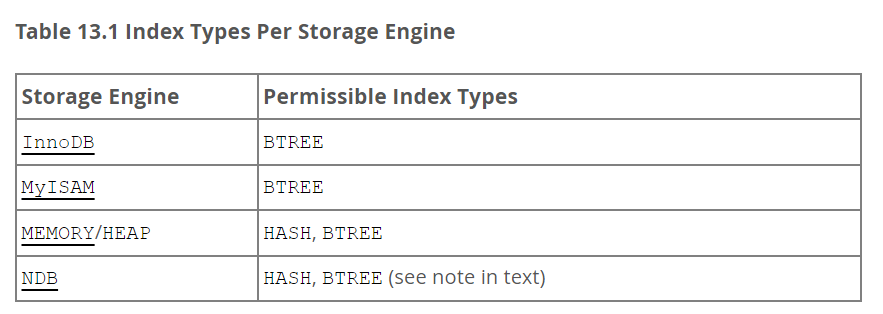 Table 13.1 Index Types Per Storage Engine
Storage Engine Permissible Index Types
InnoDB BTREE
MyISAM BTREE
MEMORY/HEAP HASH, BTREE
NDB HASH, BTREE (see note in text)